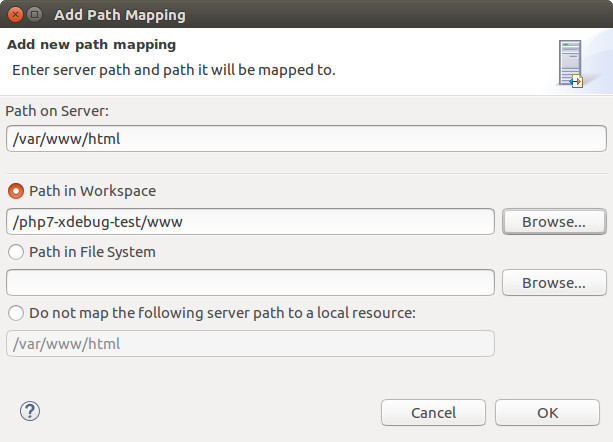 Add Path Mapping
Add new path mapping
Enter server path and path it will be mapped to.
Path on Server:
/var/www/html
Path in Workspace
/php7-xdebug-test/www
Browse...
Path in File System
Browse...
Do not map the following server path to a local resource:
/var/www/html
?
Cancel
OK